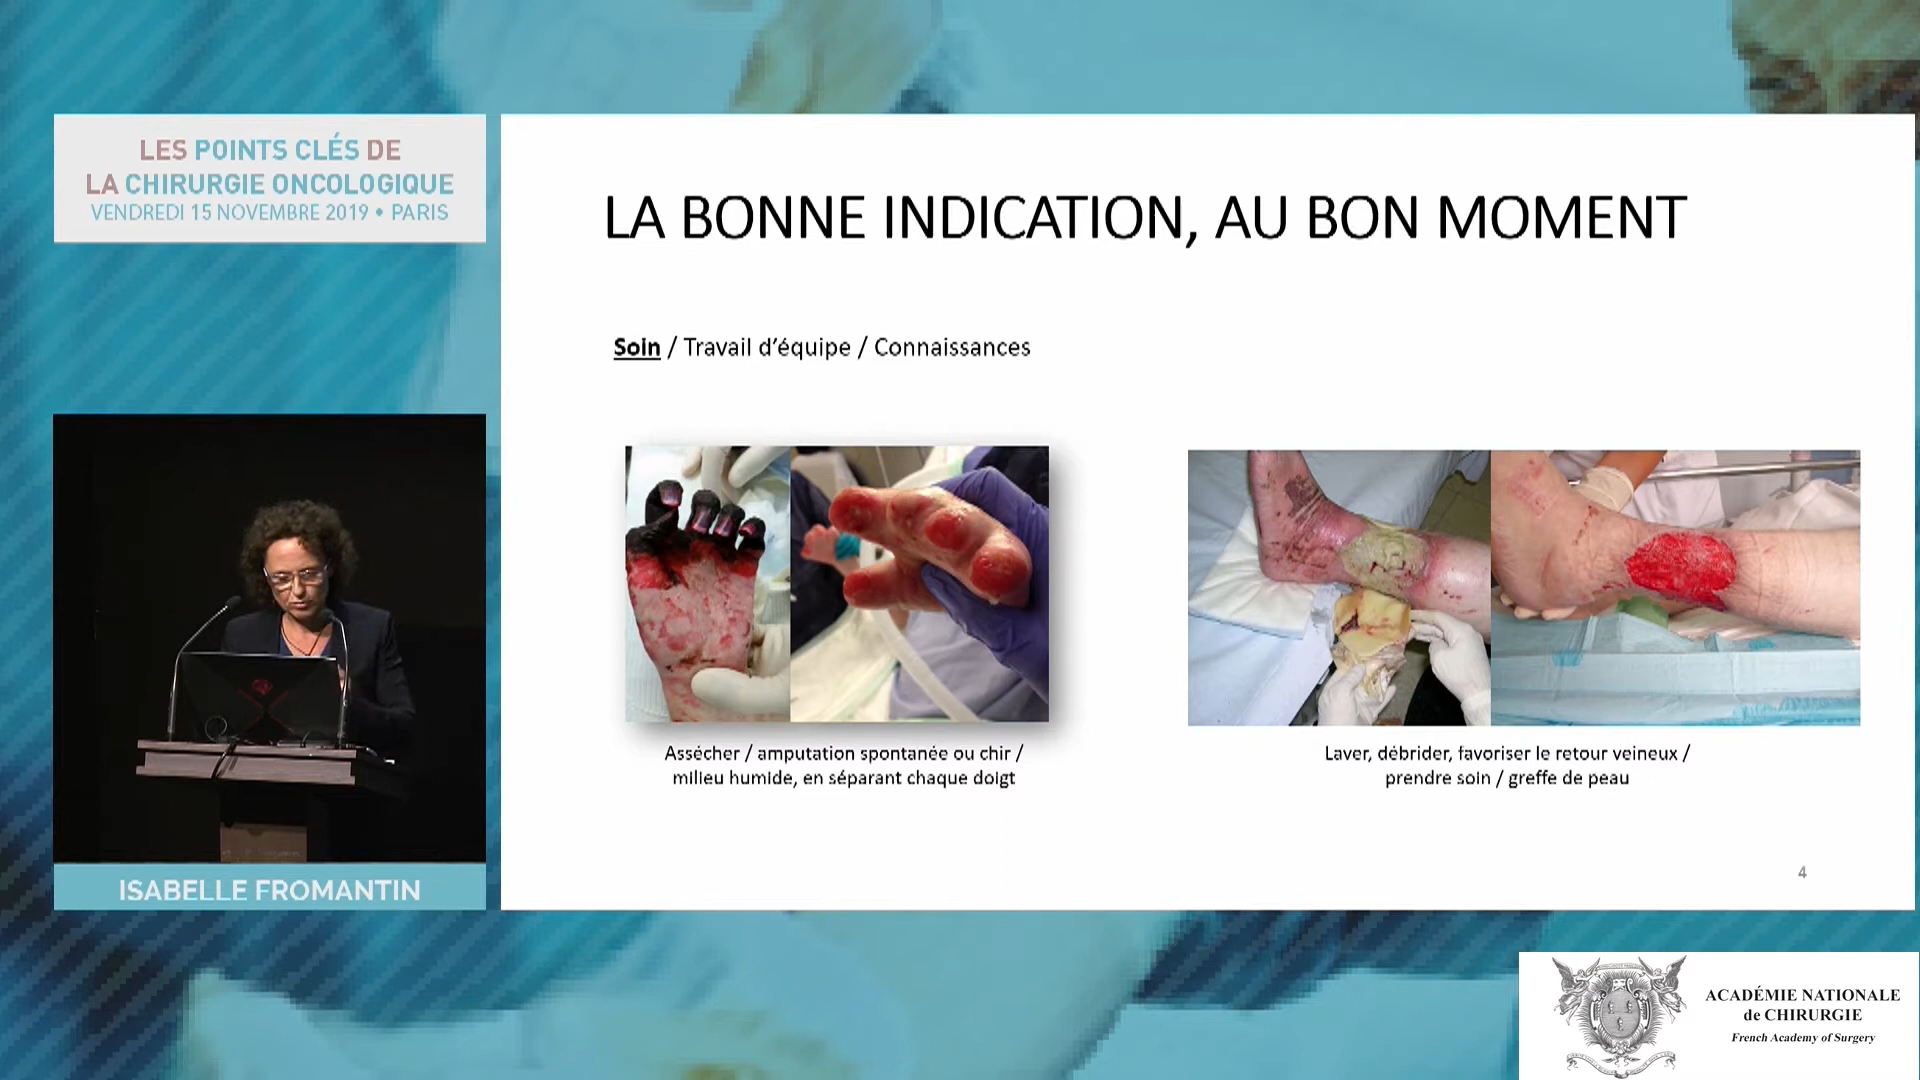 LES POINTS CLÉS DE
LA CHIRURGIE ONCOLOGIQUE
VENDREDI 15 NOVEMBRE 2019 • PARIS
LA BONNE INDICATION, AU BON MOMENT
Soin / Travail d'équipe / Connaissances
Assécher / amputation spontanée ou chir /
milieu humide, en séparant chaque doigt
Laver, débrider, favoriser le retour veineux /
prendre soin / greffe de peau
4
ISABELLE FROMANTIN
ACADÉMIE NATIONALE
de CHIRURGIE
French Academy of Surgery